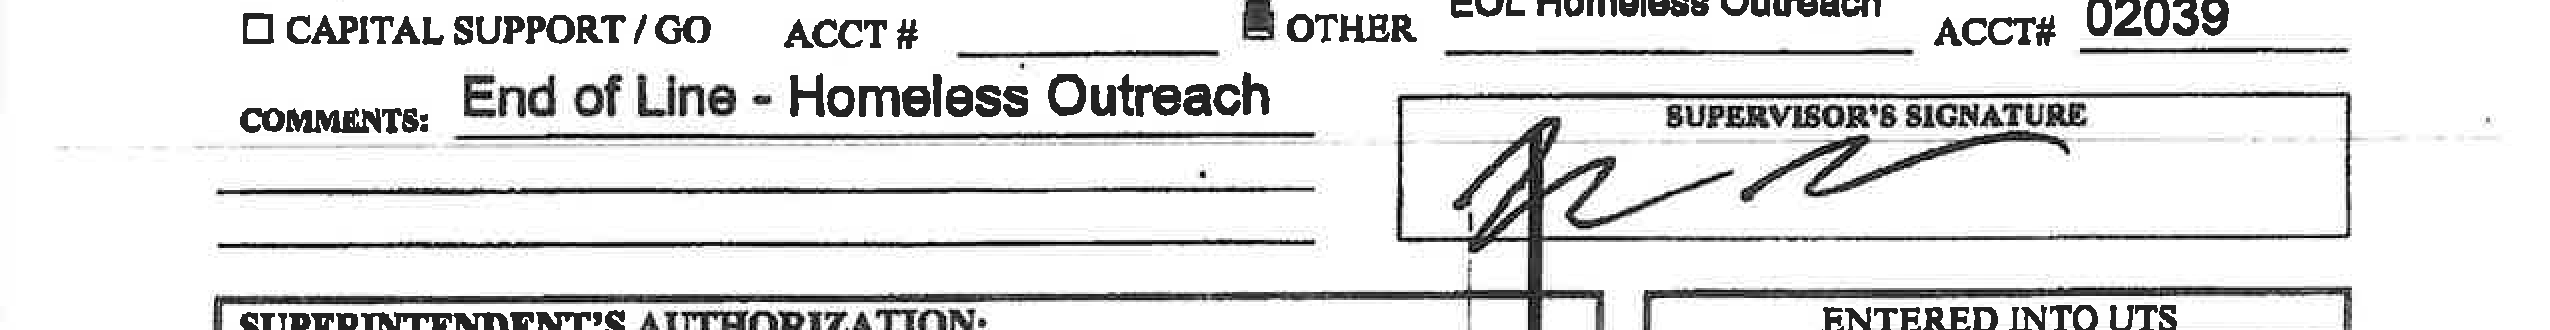 ☐ CAPITAL SUPPORT / GO ACCT # OTHER EOL Homeless Outreach ACCT# 02039
COMMENTS: End of Line - Homeless Outreach
SUPERVISOR'S SIGNATURE
SUPERINTENDENT'S AUTHORIZATION:
ENTERED INTO UTS